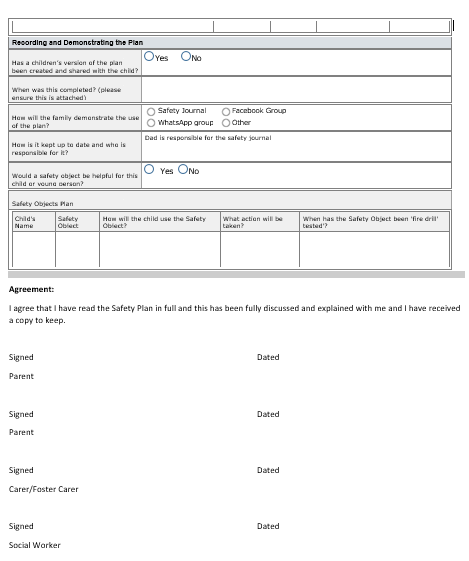 Recording and Demonstrating the Plan
Has a children's version of the plan
been created and shared with the child?
Yes No
When was this completed? (please
ensure this is attached)
How will the family demonstrate the use
of the plan?
Safety Journal Facebook Group
WhatsApp group Other
How is it kept up to date and who is
responsible for it?
Dad is responsible for the safety journal
Would a safety object be helpful for this
child or young person?
Yes No
Safety Objects Plan
Child's
Name
Safety
Object
How will the child use the Safety
Object?
What action will be
taken?
When has the Safety Object been 'fire drill'
tested'?
Agreement:
I agree that I have read the Safety Plan in full and this has been fully discussed and explained with me and I have received
a copy to keep.
Signed Dated
Parent
Signed Dated
Parent
Signed Dated
Carer/Foster Carer
Signed Dated
Social Worker